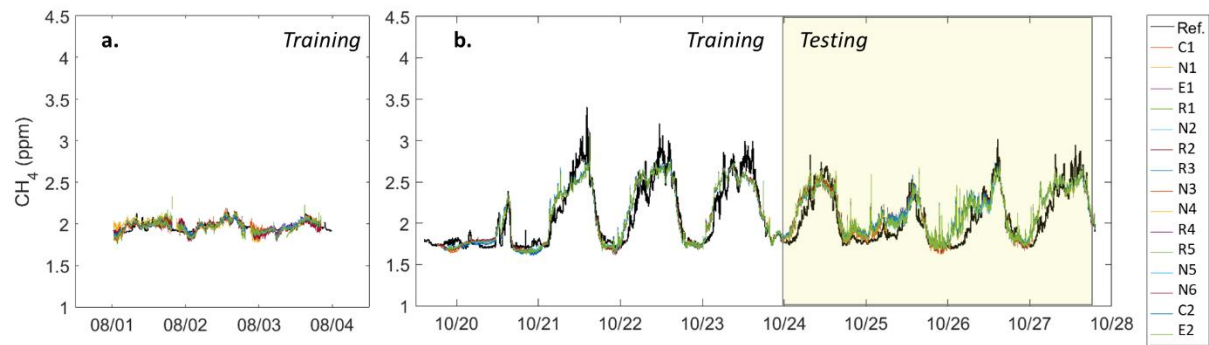 a.
Training
CH4 (ppm)
4.5
4
3.5
3
2.5
2
1.5
1
08/01 08/02 08/03 08/04
b.
Training
Testing
4.5
4
3.5
3
2.5
2
1.5
1
10/20 10/21 10/22 10/23 10/24 10/25 10/26 10/27 10/28
Ref.
C1
N1
E1
R1
N2
R2
R3
N3
N4
R4
R5
N5
N6
C2
E2